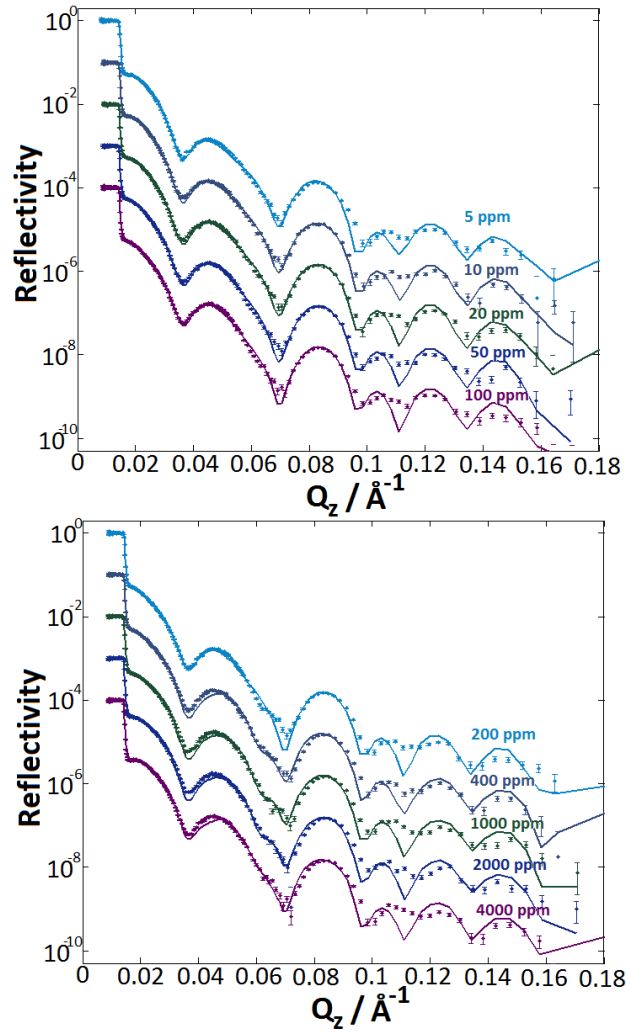 10⁰
10⁻²
10⁻⁴
10⁻⁶
10⁻⁸
10⁻¹⁰
Reflectivity
5 ppm
10 ppm
20 ppm
50 ppm
100 ppm
0 0.02 0.04 0.06 0.08 0.1 0.12 0.14 0.16 0.18
Q_z / Å⁻¹
10⁰
10⁻²
10⁻⁴
10⁻⁶
10⁻⁸
10⁻¹⁰
Reflectivity
200 ppm
400 ppm
1000 ppm
2000 ppm
4000 ppm
0 0.02 0.04 0.06 0.08 0.1 0.12 0.14 0.16 0.18
Q_z / Å⁻¹